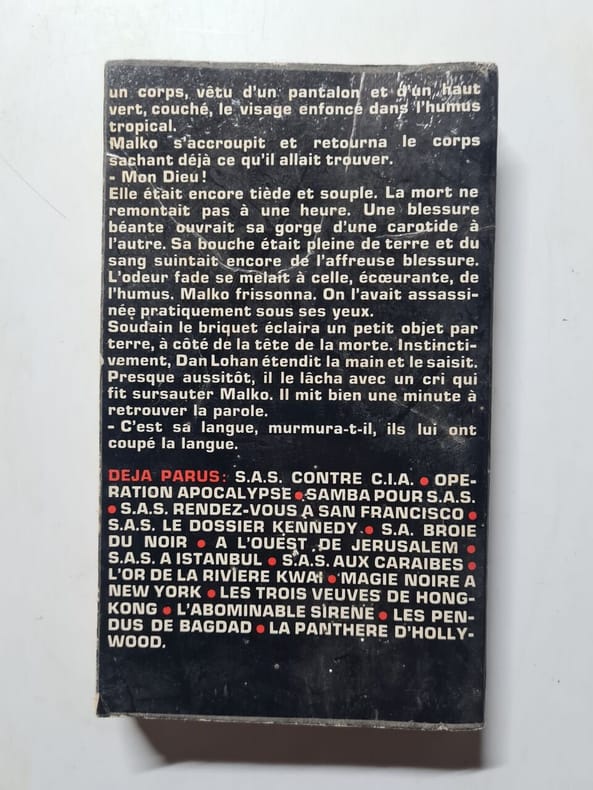 un corps, vêtu d'un pantalon et d'un haut
vert, couché, le visage enfoncé dans l'humus
tropical.
Malko s'accroupit et retourna le corps
sachant déjà ce qu'il allait trouver.
- Mon Dieu !
Elle était encore tiède et souple. La mort ne
remontait pas à une heure. Une blessure
béante ouvrait sa gorge d'une carotide à
l'autre. Sa bouche était pleine de terre et du
sang suintait encore de l'affreuse blessure.
L'odeur fade se mêlait à celle, écœurante, de
l'humus. Malko frissonna. On l'avait assassi-
née pratiquement sous ses yeux.
Soudain le briquet éclaira un petit objet par
terre, à côté de la tête de la morte. Instincti-
vement, Dan Lohan étendit la main et le saisit.
Presque aussitôt, il le lâcha avec un cri qui
fit sursauter Malko. Il mit bien une minute à
retrouver la parole.
- C'est sa langue, murmura-t-il, ils lui ont
coupé la langue.
DEJA PARUS: S.A.S. CONTRE C.I.A. ● OPE-
RATION APOCALYPSE ● SAMBA POUR S.A.S.
● S.A.S. RENDEZ-VOUS A SAN FRANCISCO ●
S.A.S. LE DOSSIER KENNEDY ● S.A. BROIE
DU NOIR ● A L'OUEST DE JERUSALEM ●
S.A.S. A ISTANBUL ● S.A.S. AUX CARAIBES ●
L'OR DE LA RIVIERE KWAI ● MAGIE NOIRE A
NEW YORK ● LES TROIS VEUVES DE HONG-
KONG ● L'ABOMINABLE SIRENE ● LES PEN-
DUS DE BAGDAD ● LA PANTHERE D'HOLLY-
WOOD.